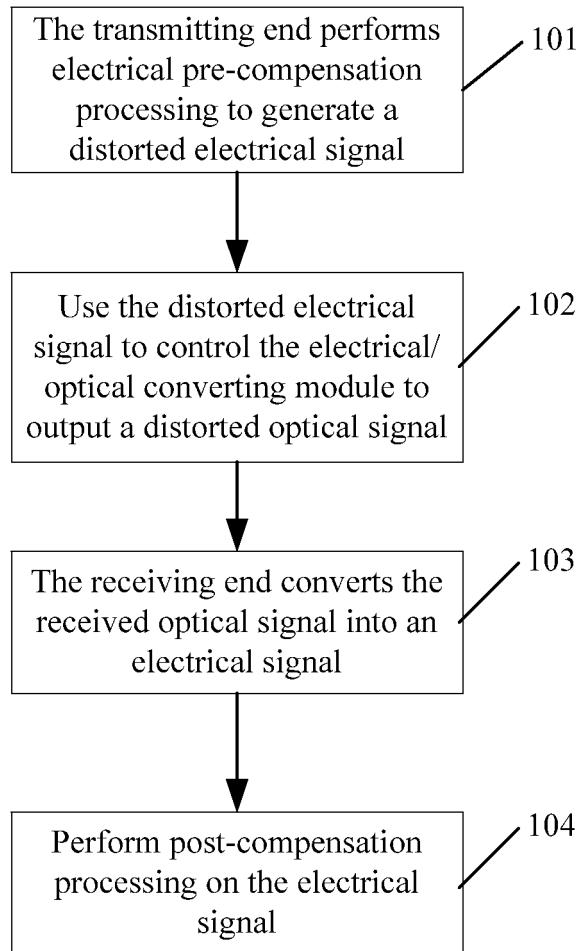 The transmitting end performs
electrical pre-compensation
processing to generate a
distorted electrical signal
101
Use the distorted electrical
signal to control the electrical/
optical converting module to
output a distorted optical signal
102
The receiving end converts the
received optical signal into an
electrical signal
103
Perform post-compensation
processing on the electrical
signal
104